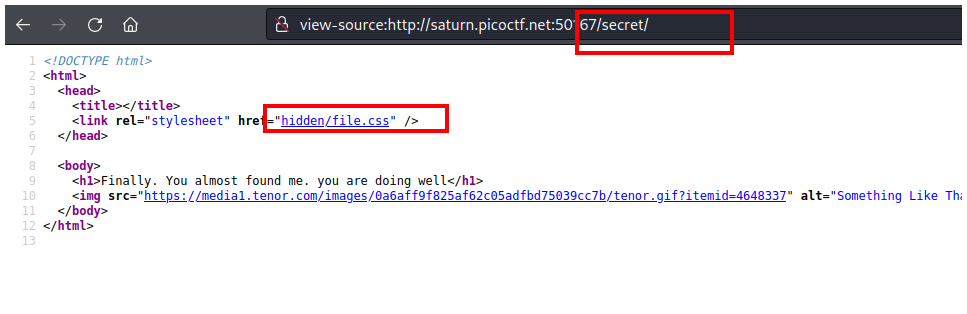 view-source:http://saturn.picoctf.net:50167/secret/
1 <!DOCTYPE html>
2 <html>
3 <head>
4 <title></title>
5 <link rel="stylesheet" href="hidden/file.css" />
6 </head>
7
8 <body>
9 <h1>Finally. You almost found me. you are doing well</h1>
10 <img src="https://media1.tenor.com/images/0a6aff9f825af62c05adfbd75039cc7b/tenor.gif?itemid=4648337" alt="Something Like Tha
11 </body>
12 </html>
13